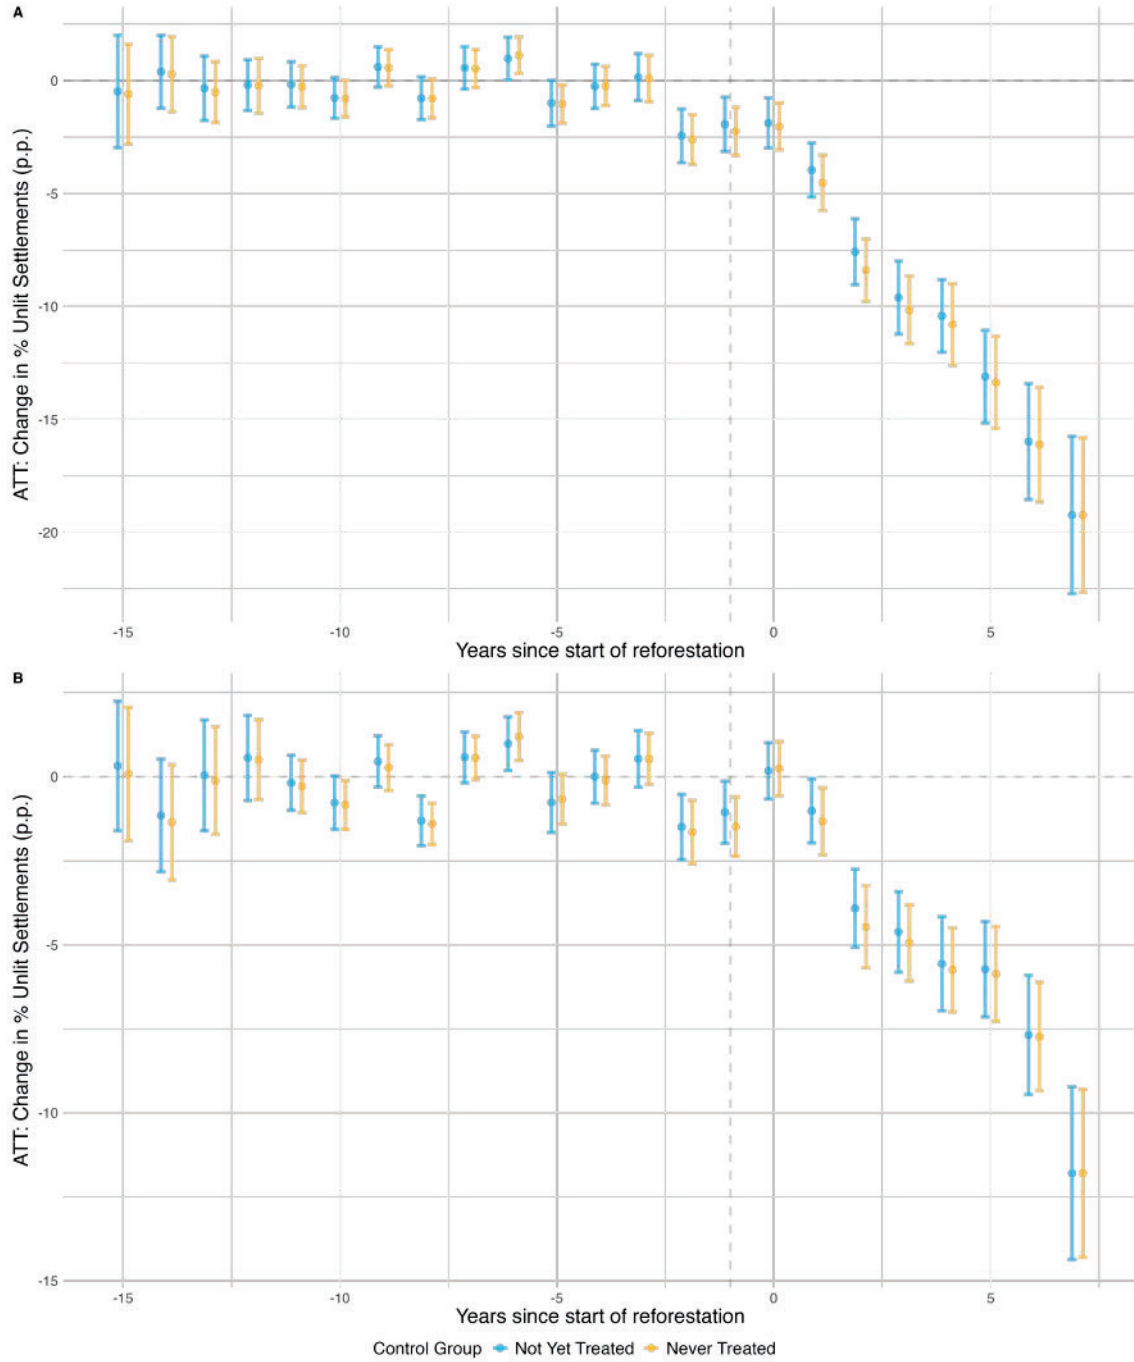 A
0
-5
-10
-15
-20
ATT: Change in % Unlit Settlements (p.p.)
-15 -10 -5 0 5
Years since start of reforestation
B
0
-5
-10
-15
ATT: Change in % Unlit Settlements (p.p.)
-15 -10 -5 0 5
Years since start of reforestation
Control Group Not Yet Treated Never Treated